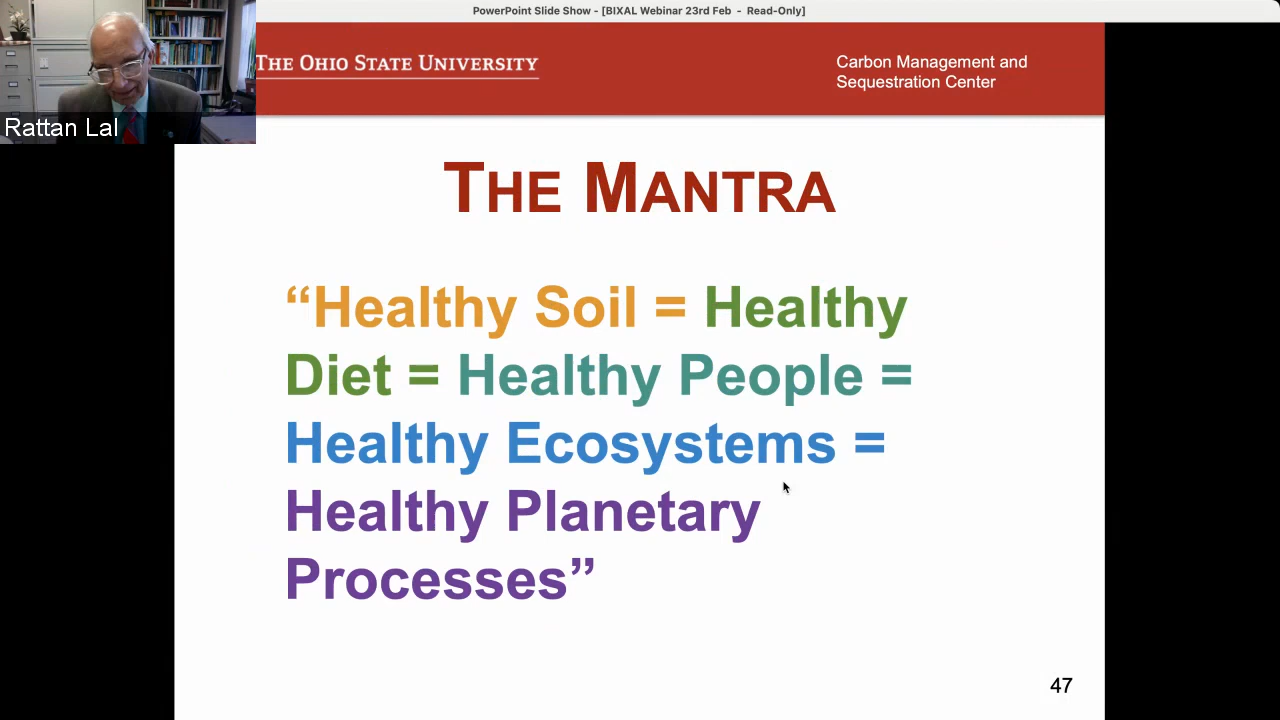 PowerPoint Slide Show - [BIXAL Webinar 23rd Feb - Read-Only]
THE OHIO STATE UNIVERSITY
Carbon Management and
Sequestration Center
Rattan Lal
THE MANTRA
“Healthy Soil = Healthy
Diet = Healthy People =
Healthy Ecosystems =
Healthy Planetary
Processes”
47